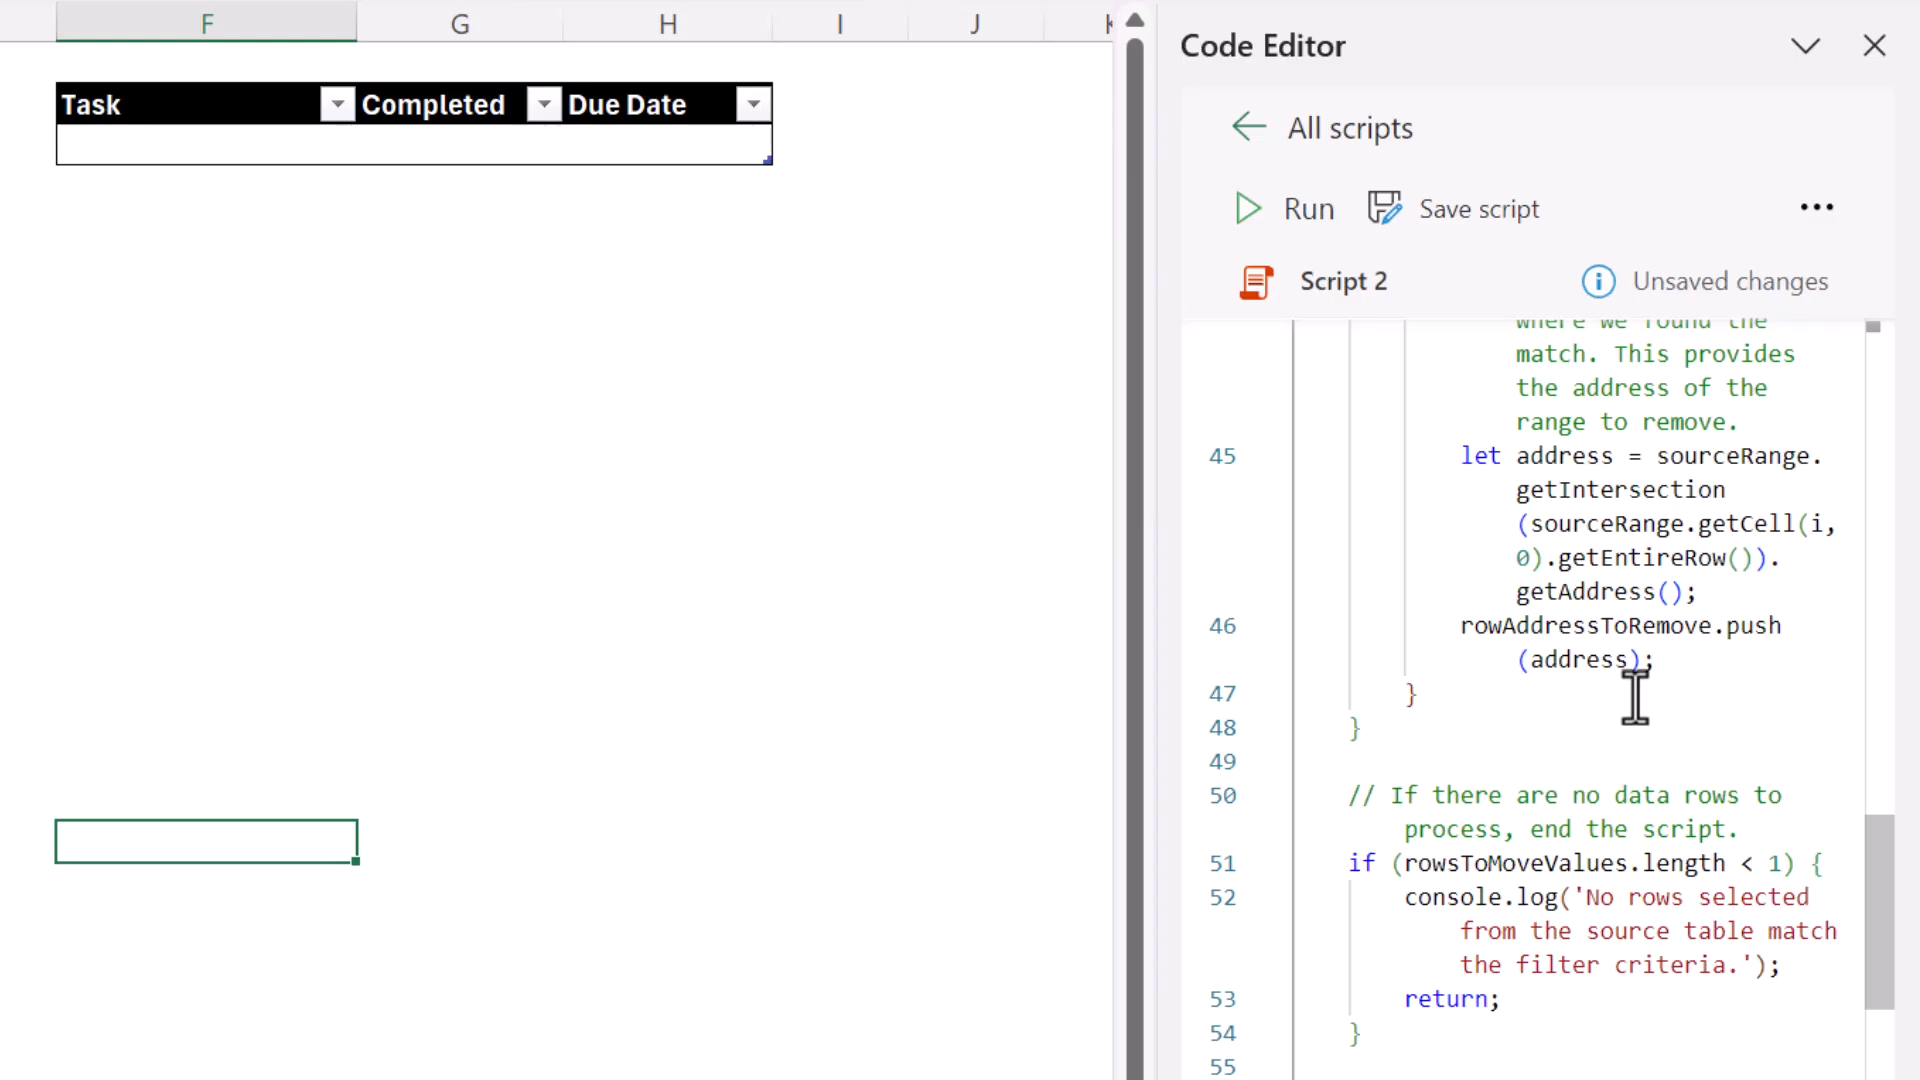 F G H I J K
Task Completed Due Date
Code Editor
All scripts
Run Save script
Script 2 Unsaved changes
where we found the
match. This provides
the address of the
range to remove.
45 let address = sourceRange.
getIntersection
(sourceRange.getCell(i,
0).getEntireRow()).
getAddress();
46 rowAddressToRemove.push
(address);
47 }
48 }
49
50 // If there are no data rows to
process, end the script.
51 if (rowsToMoveValues.length < 1) {
52 console.log('No rows selected
from the source table match
the filter criteria.');
53 return;
54 }
55